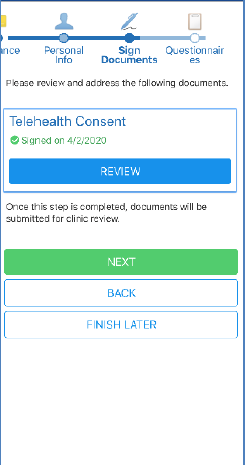 ance
Personal
Info
Sign
Documents
Questionnair
es
Please review and address the following documents.
Telehealth Consent
Signed on 4/2/2020
REVIEW
Once this step is completed, documents will be
submitted for clinic review.
NEXT
BACK
FINISH LATER